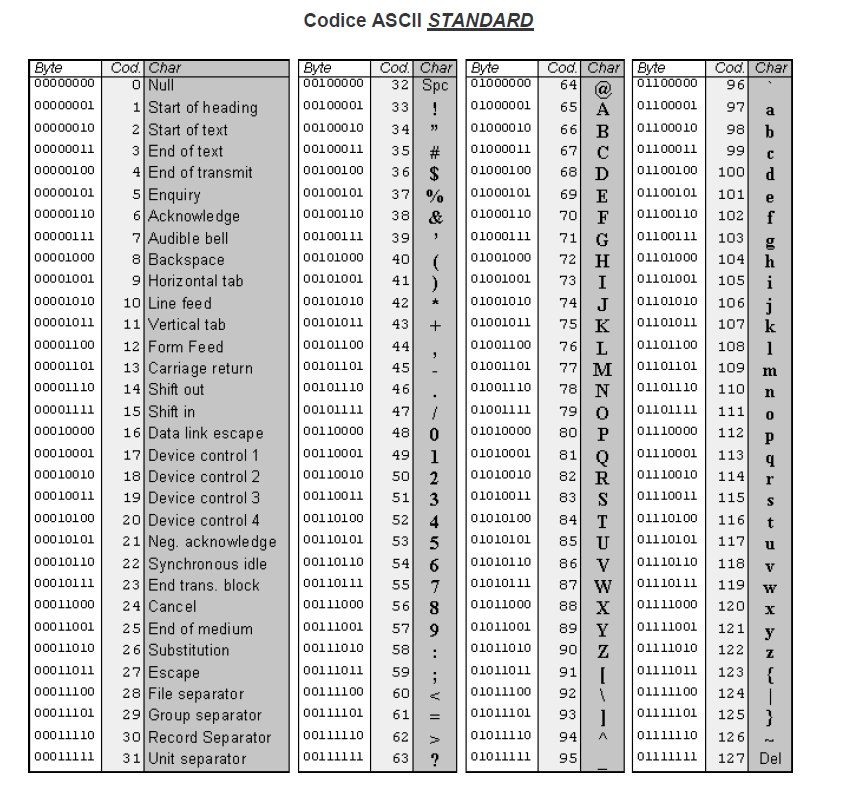 Codice ASCII STANDARD
Byte Cod. Char Byte Cod. Char Byte Cod. Char Byte Cod. Char
00000000 0 Null 00100000 32 Spc 01000000 64 @ 01100000 96 `
00000001 1 Start of heading 00100001 33 ! 01000001 65 A 01100001 97 a
00000010 2 Start of text 00100010 34 ” 01000010 66 B 01100010 98 b
00000011 3 End of text 00100011 35 # 01000011 67 C 01100011 99 c
00000100 4 End of transmit 00100100 36 $ 01000100 68 D 01100100 100 d
00000101 5 Enquiry 00100101 37 % 01000101 69 E 01100101 101 e
00000110 6 Acknowledge 00100110 38 & 01000110 70 F 01100110 102 f
00000111 7 Audible bell 00100111 39 ’ 01000111 71 G 01100111 103 g
00001000 8 Backspace 00101000 40 ( 01001000 72 H 01101000 104 h
00001001 9 Horizontal tab 00101001 41 ) 01001001 73 I 01101001 105 i
00001010 10 Line feed 00101010 42 * 01001010 74 J 01101010 106 j
00001011 11 Vertical tab 00101011 43 + 01001011 75 K 01101011 107 k
00001100 12 Form Feed 00101100 44 , 01001100 76 L 01101100 108 l
00001101 13 Carriage return 00101101 45 - 01001101 77 M 01101101 109 m
00001110 14 Shift out 00101110 46 . 01001110 78 N 01101110 110 n
00001111 15 Shift in 00101111 47 / 01001111 79 O 01101111 111 o
00010000 16 Data link escape 00110000 48 0 01010000 80 P 01110000 112 p
00010001 17 Device control 1 00110001 49 1 01010001 81 Q 01110001 113 q
00010010 18 Device control 2 00110010 50 2 01010010 82 R 01110010 114 r
00010011 19 Device control 3 00110011 51 3 01010011 83 S 01110011 115 s
00010100 20 Device control 4 00110100 52 4 01010100 84 T 01110100 116 t
00010101 21 Neg. acknowledge 00110101 53 5 01010101 85 U 01110101 117 u
00010110 22 Synchronous idle 00110110 54 6 01010110 86 V 01110110 118 v
00010111 23 End trans. block 00110111 55 7 01010111 87 W 01110111 119 w
00011000 24 Cancel 00111000 56 8 01011000 88 X 01111000 120 x
00011001 25 End of medium 00111001 57 9 01011001 89 Y 01111001 121 y
00011010 26 Substitution 00111010 58 : 01011010 90 Z 01111010 122 z
00011011 27 Escape 00111011 59 ; 01011011 91 [ 01111011 123 {
00011100 28 File separator 00111100 60 < 01011100 92 \ 01111100 124 |
00011101 29 Group separator 00111101 61 = 01011101 93 ] 01111101 125 }
00011110 30 Record Separator 00111110 62 > 01011110 94 ^ 01111110 126 ~
00011111 31 Unit separator 00111111 63 ? 01011111 95 _ 01111111 127 Del